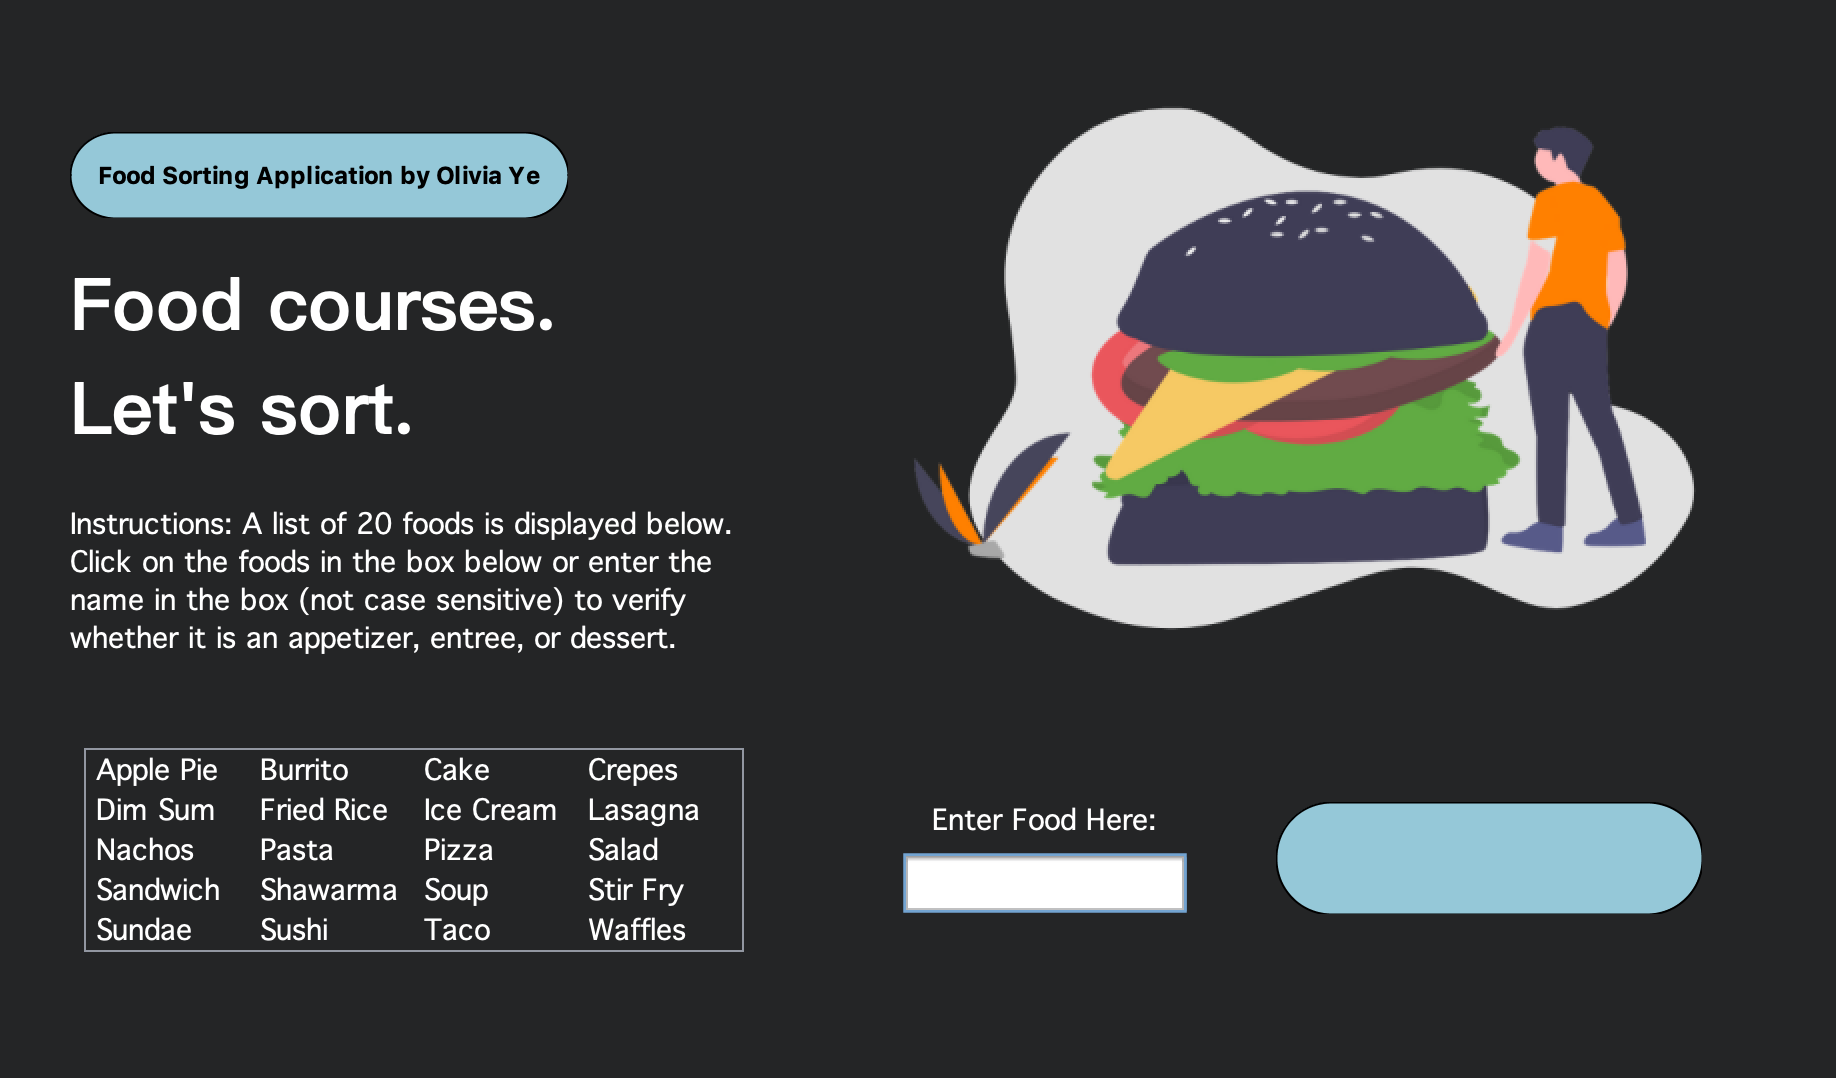 Food Sorting Application by Olivia Ye
Food courses.
Let's sort.
Instructions: A list of 20 foods is displayed below.
Click on the foods in the box below or enter the
name in the box (not case sensitive) to verify
whether it is an appetizer, entree, or dessert.
Apple Pie Burrito Cake Crepes
Dim Sum Fried Rice Ice Cream Lasagna
Nachos Pasta Pizza Salad
Sandwich Shawarma Soup Stir Fry
Sundae Sushi Taco Waffles
Enter Food Here: